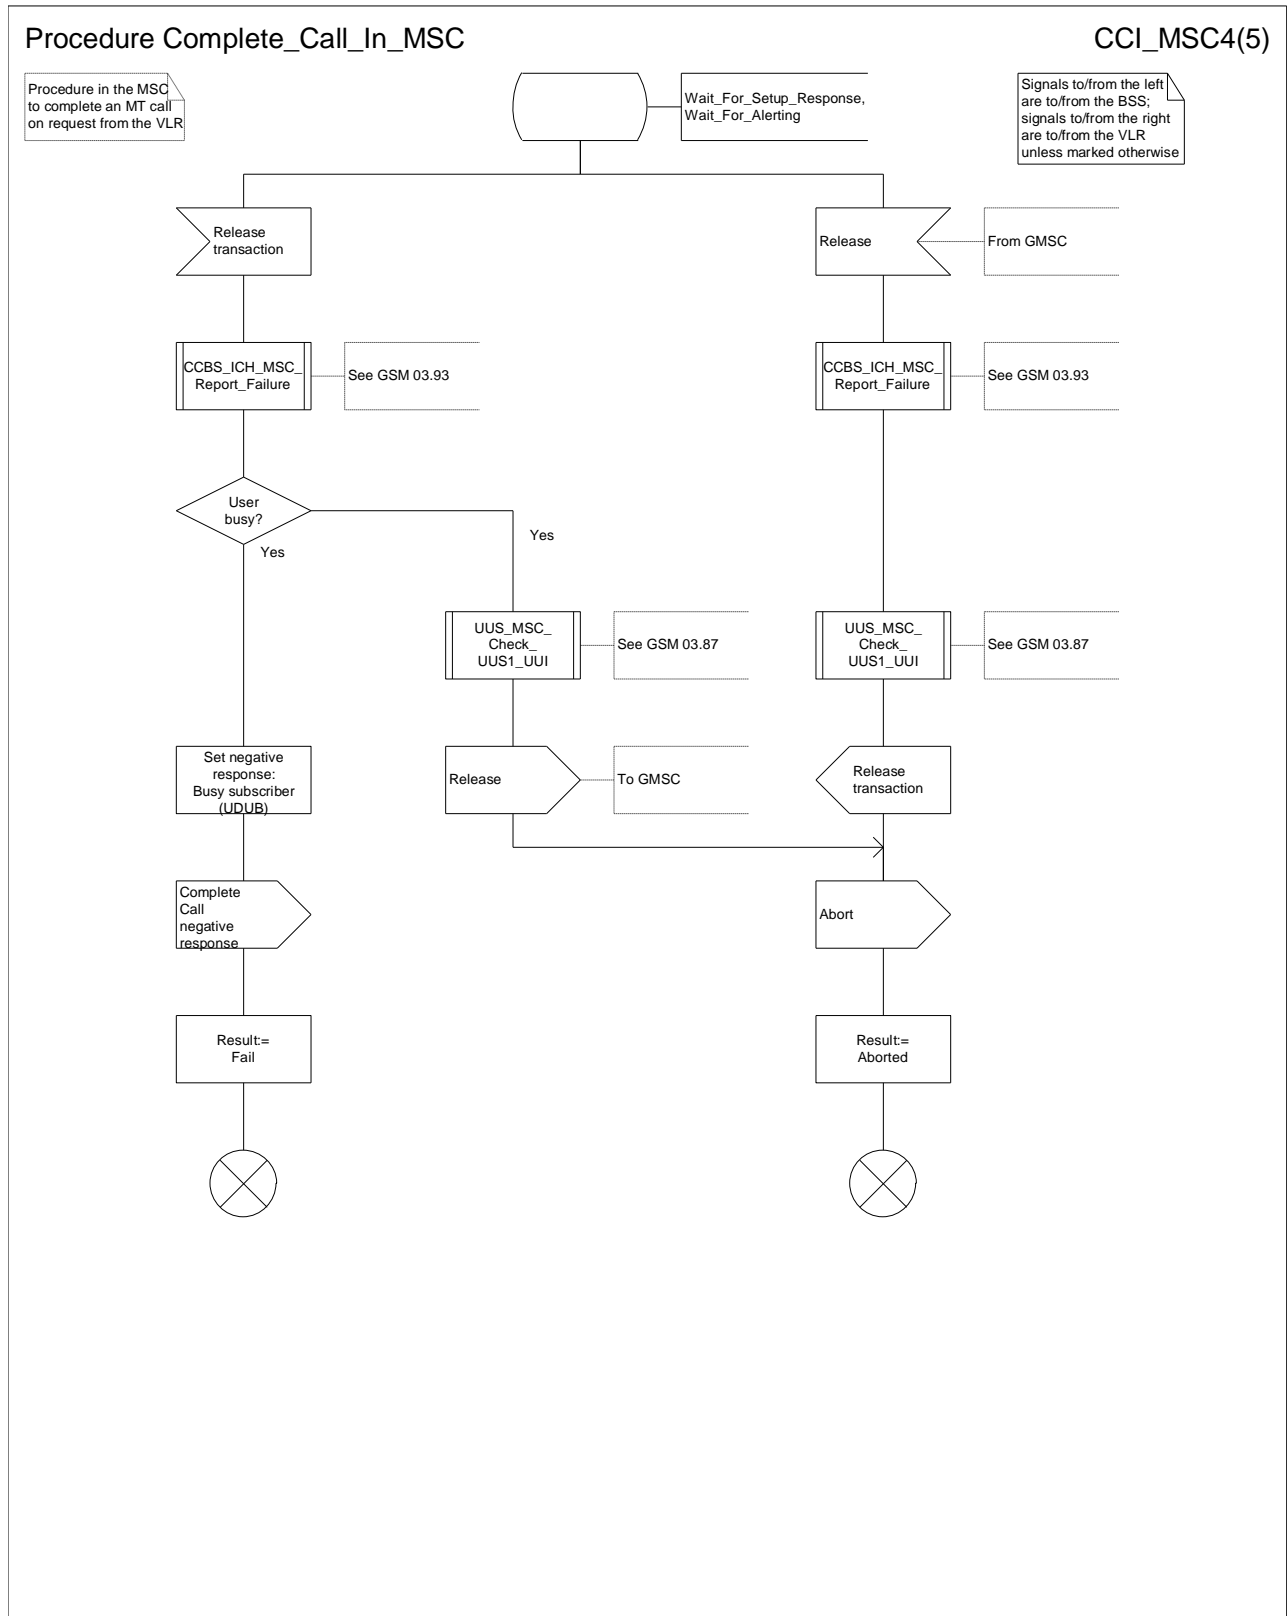 Procedure Complete_Call_In_MSC
CCI_MSC4(5)
Procedure in the MSC
to complete an MT call
on request from the VLR
Wait_For_Setup_Response,
Wait_For_Alerting
Signals to/from the left
are to/from the BSS;
signals to/from the right
are to/from the VLR
unless marked otherwise
Release
transaction
Release
From GMSC
CCBS_ICH_MSC_
Report_Failure
See GSM 03.93
CCBS_ICH_MSC_
Report_Failure
See GSM 03.93
User
busy?
Yes
Yes
UUS_MSC_
Check_
UUS1_UUI
See GSM 03.87
UUS_MSC_
Check_
UUS1_UUI
See GSM 03.87
Set negative
response:
Busy subscriber
(UDUB)
Release
To GMSC
Release
transaction
Complete
Call
negative
response
Abort
Result:=
Fail
Result:=
Aborted